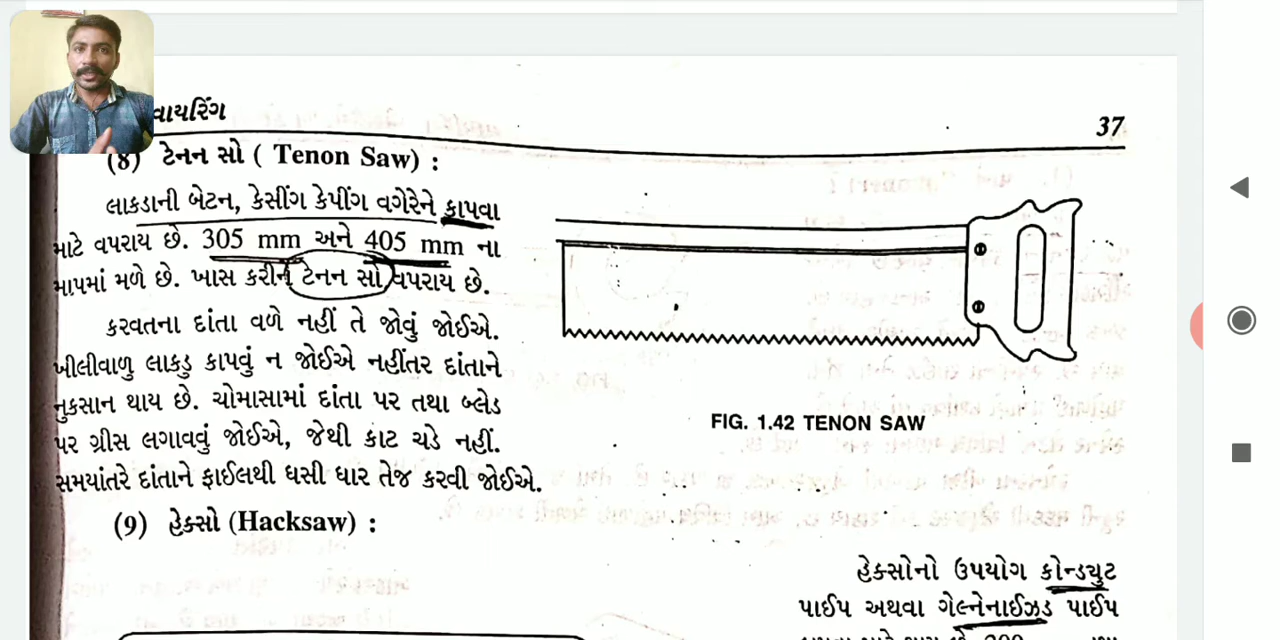 વાયરિંગ
37
(8) ટેનન સો ( Tenon Saw) :
લાકડાની બેટન, કેસીંગ કેપીંગ વગેરેને કાપવા
માટે વપરાય છે. 305 mm અને 405 mm ના
માપમાં મળે છે. ખાસ કરીને ટેનન સો વપરાય છે.
કરવતના દાંતા વળે નહીં તે જોવું જોઈએ.
ખીલીવાળુ લાકડુ કાપવું ન જોઈએ નહીંતર દાંતાને
નુકસાન થાય છે. ચોમાસામાં દાંતા પર તથા બ્લેડ
પર ગ્રીસ લગાવવું જોઈએ, જેથી કાટ ચડે નહીં.
સમયાંતરે દાંતાને ફાઈલથી ઘસી ધાર તેજ કરવી જોઈએ.
FIG. 1.42 TENON SAW
(9) હેક્સો (Hacksaw) :
હેક્સોનો ઉપયોગ કોન્ડ્યુટ
પાઈપ અથવા ગેલ્નેનાઈઝડ પાઈપ